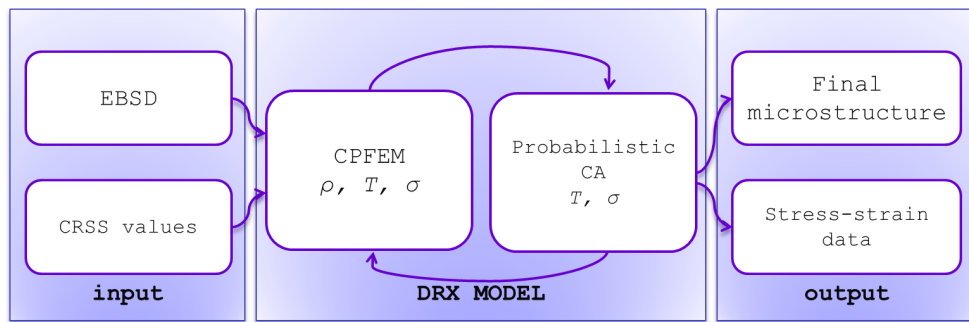 EBSD
CRSS values
input
CPFEM
ρ, T, σ
Probabilistic
CA
T, σ
DRX MODEL
Final
microstructure
Stress-strain
data
output